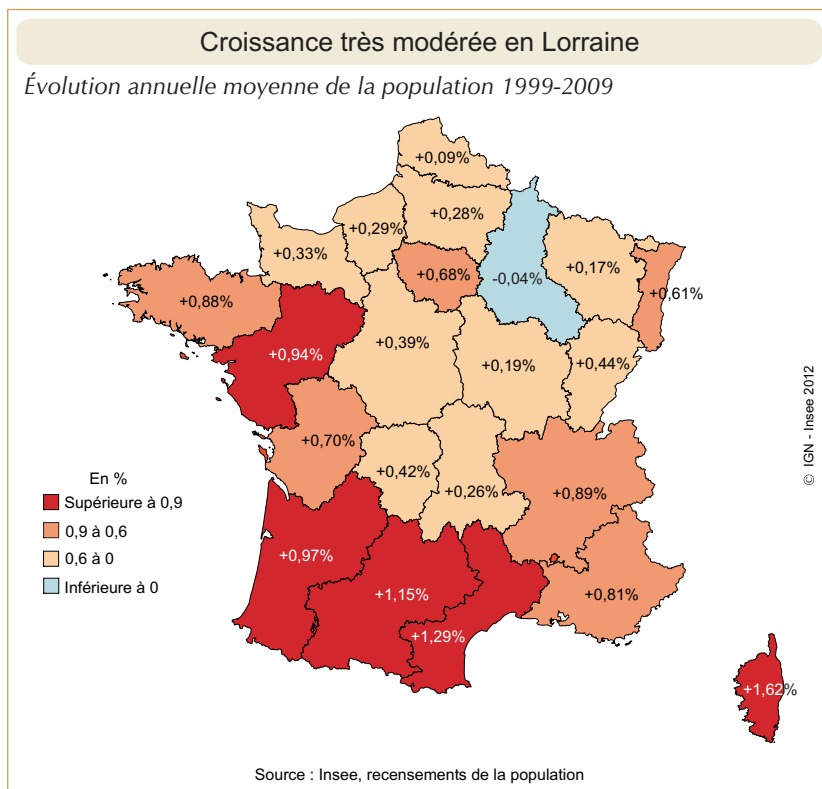 Croissance très modérée en Lorraine
Évolution annuelle moyenne de la population 1999-2009
+0,09%
+0,28%
+0,29%
+0,33%
+0,68%
-0,04%
+0,17%
+0,61%
+0,88%
+0,94%
+0,39%
+0,19%
+0,44%
+0,70%
+0,42%
+0,26%
+0,89%
+0,97%
+1,15%
+1,29%
+0,81%
+1,62%
En %
Supérieure à 0,9
0,9 à 0,6
0,6 à 0
Inférieure à 0
© IGN - Insee 2012
Source : Insee, recensements de la population